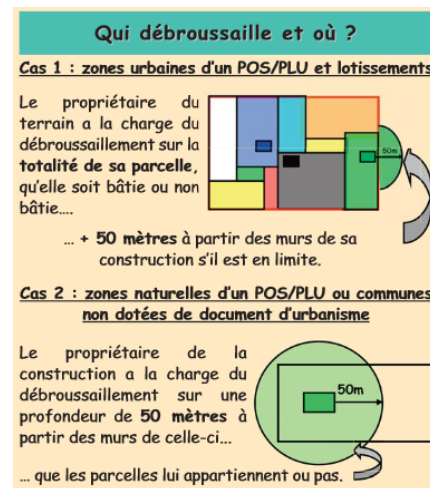 Qui débroussaille et où ?
Cas 1 : zones urbaines d'un POS/PLU et lotissements
Le propriétaire du
terrain a la charge du
débroussaillement sur la
totalité de sa parcelle,
qu'elle soit bâtie ou non
bâtie....
50m
... + 50 mètres à partir des murs de sa
construction s'il est en limite.
Cas 2 : zones naturelles d'un POS/PLU ou communes
non dotées de document d'urbanisme
Le propriétaire de la
construction a la charge du
débroussaillement sur une
profondeur de 50 mètres à
partir des murs de celle-ci...
50m
... que les parcelles lui appartiennent ou pas.